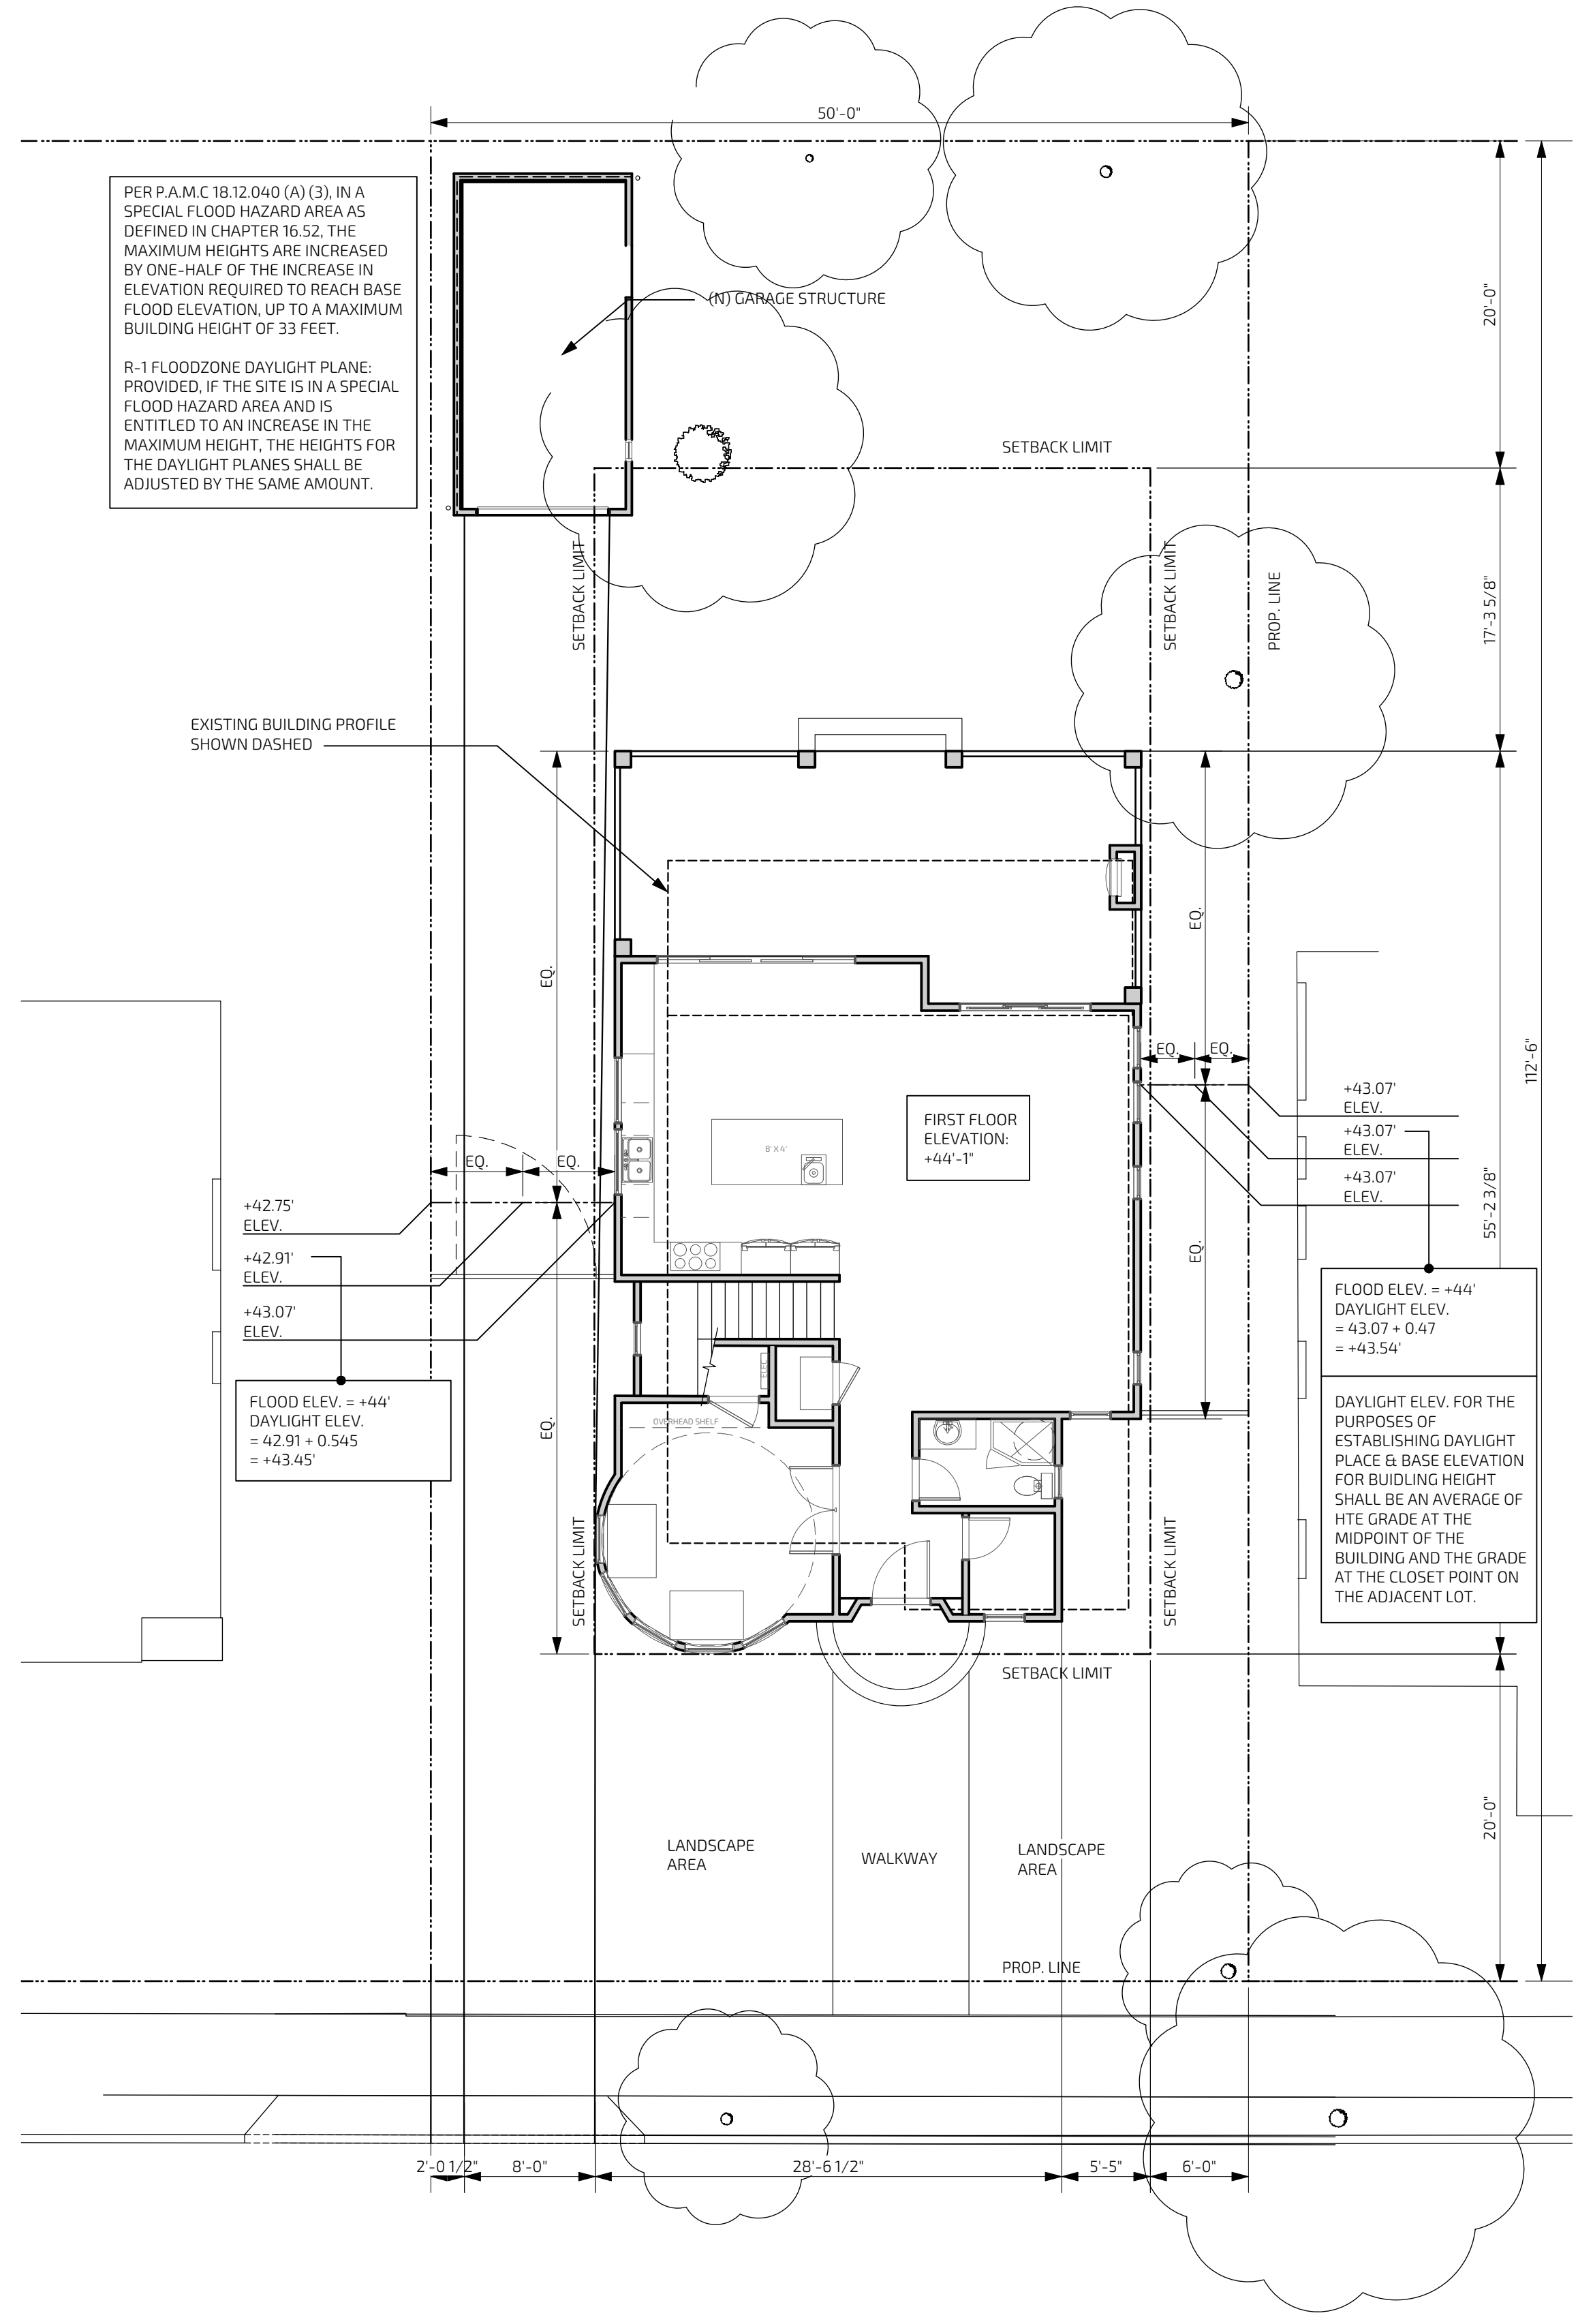 50'-0"
PER P.A.M.C 18.12.040 (A) (3), IN A
SPECIAL FLOOD HAZARD AREA AS
DEFINED IN CHAPTER 16.52, THE
MAXIMUM HEIGHTS ARE INCREASED
BY ONE-HALF OF THE INCREASE IN
ELEVATION REQUIRED TO REACH BASE
FLOOD ELEVATION, UP TO A MAXIMUM
BUILDING HEIGHT OF 33 FEET.
R-1 FLOODZONE DAYLIGHT PLANE:
PROVIDED, IF THE SITE IS IN A SPECIAL
FLOOD HAZARD AREA AND IS
ENTITLED TO AN INCREASE IN THE
MAXIMUM HEIGHT, THE HEIGHTS FOR
THE DAYLIGHT PLANES SHALL BE
ADJUSTED BY THE SAME AMOUNT.
(N) GARAGE STRUCTURE
20'-0"
SETBACK LIMIT
SETBACK LIMIT
SETBACK LIMIT
PROP. LINE
17'-3 5/8"
EXISTING BUILDING PROFILE
SHOWN DASHED
EQ.
EQ.
EQ.
EQ.
112'-6"
FIRST FLOOR
ELEVATION:
+44'-1"
8' X 4'
+43.07'
ELEV.
+43.07'
ELEV.
+43.07'
ELEV.
EQ.
EQ.
+42.75'
ELEV.
+42.91'
ELEV.
+43.07'
ELEV.
55'-2 3/8"
EQ.
FLOOD ELEV. = +44'
DAYLIGHT ELEV.
= 43.07 + 0.47
= +43.54'
DAYLIGHT ELEV. FOR THE
PURPOSES OF
ESTABLISHING DAYLIGHT
PLACE & BASE ELEVATION
FOR BUIDLING HEIGHT
SHALL BE AN AVERAGE OF
HTE GRADE AT THE
MIDPOINT OF THE
BUILDING AND THE GRADE
AT THE CLOSET POINT ON
THE ADJACENT LOT.
FLOOD ELEV. = +44'
DAYLIGHT ELEV.
= 42.91 + 0.545
= +43.45'
EQ.
ELEC
OVERHEAD SHELF
SETBACK LIMIT
SETBACK LIMIT
SETBACK LIMIT
20'-0"
LANDSCAPE
AREA
WALKWAY
LANDSCAPE
AREA
PROP. LINE
2'-0 1/2"
8'-0"
28'-6 1/2"
5'-5"
6'-0"